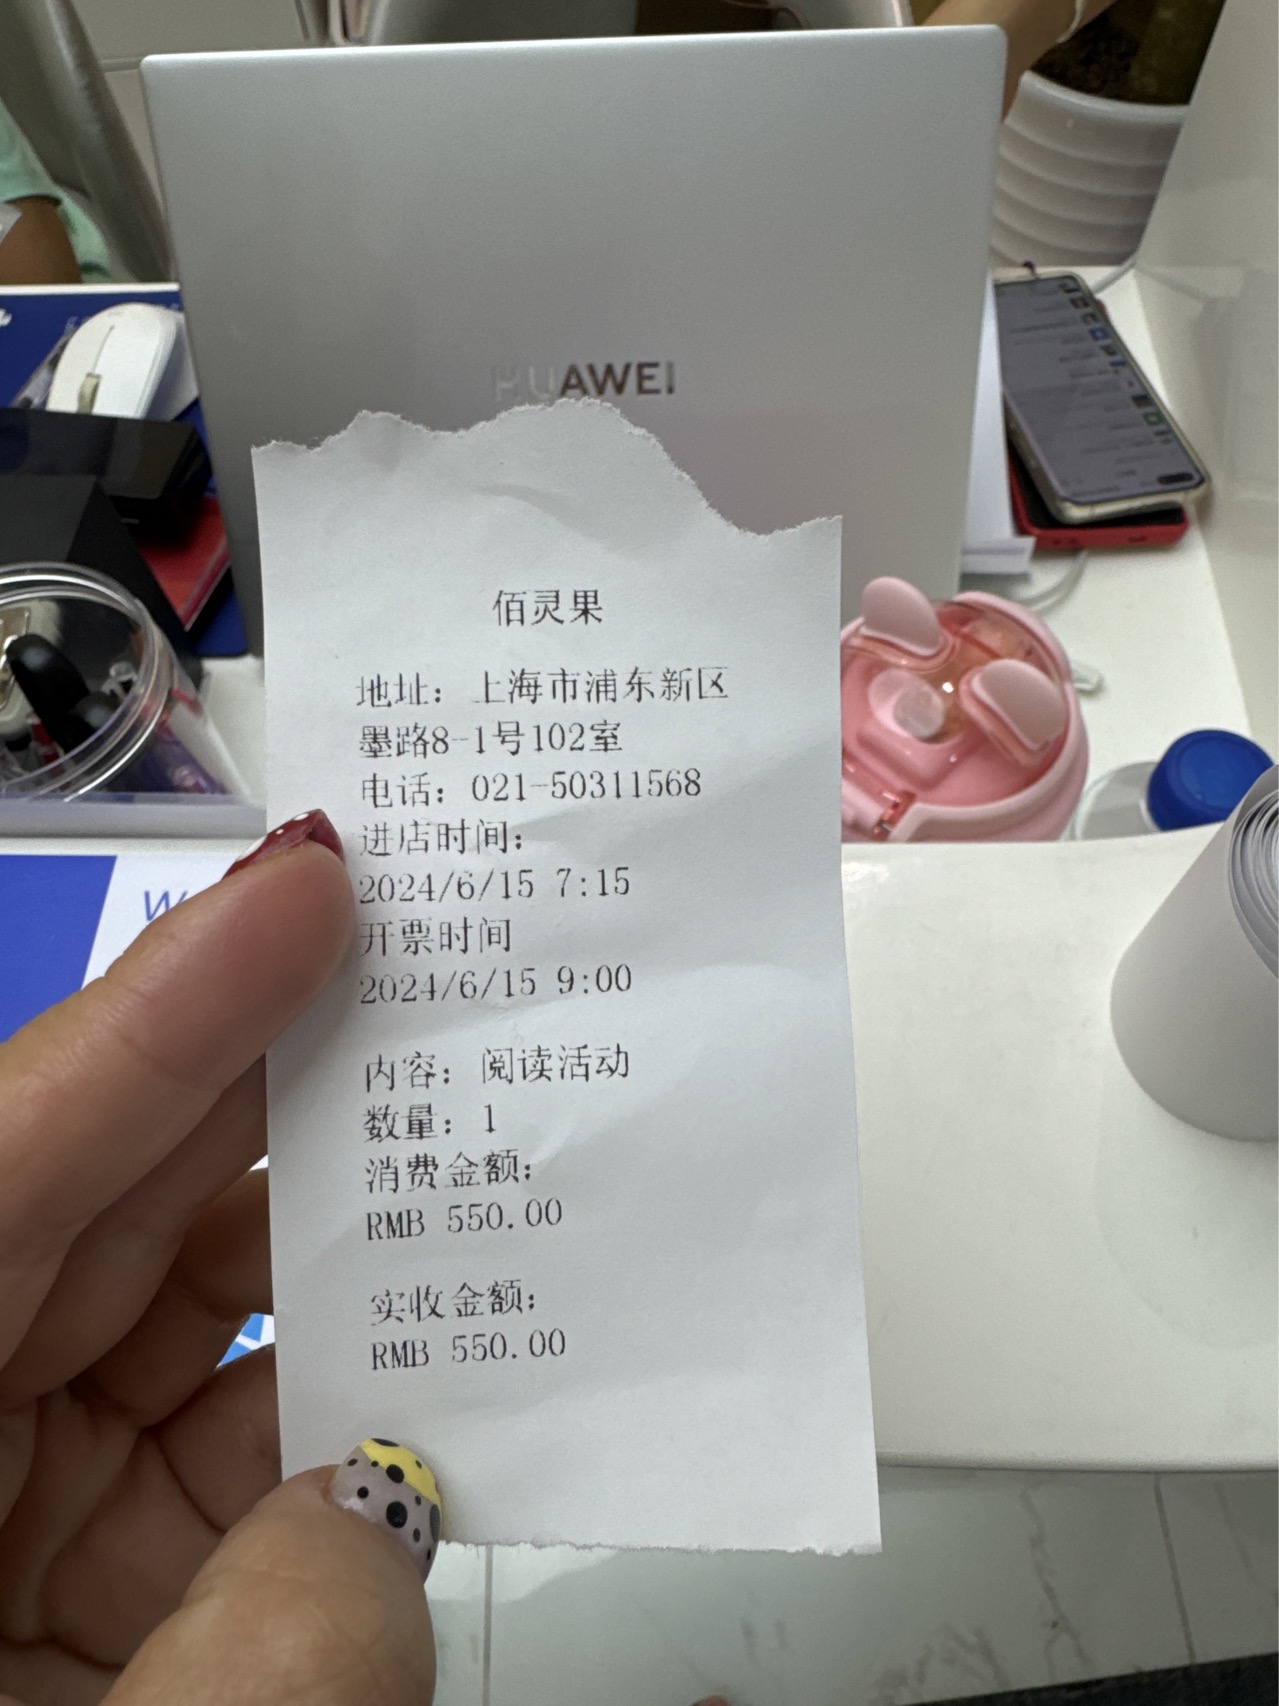 HUAWEI
佰灵果
地址：上海市浦东新区
墨路8-1号102室
电话：021-50311568
进店时间：
2024/6/15 7:15
开票时间
2024/6/15 9:00
内容：阅读活动
数量：1
消费金额：
RMB 550.00
实收金额：
RMB 550.00